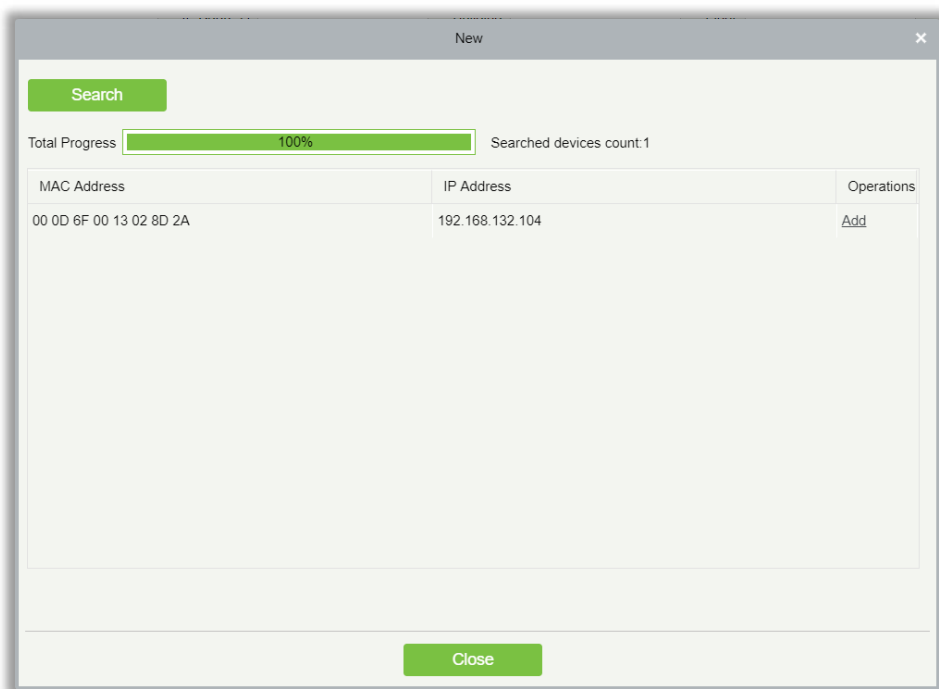 New
Search
Total Progress 100% Searched devices count:1
MAC Address IP Address Operations
00 0D 6F 00 13 02 8D 2A 192.168.132.104 Add
Close